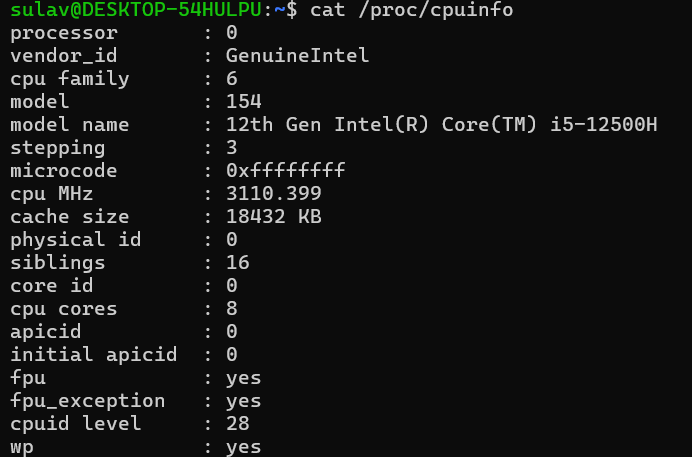 sulav@DESKTOP-54HULPU:~$ cat /proc/cpuinfo
processor : 0
vendor_id : GenuineIntel
cpu family : 6
model : 154
model name : 12th Gen Intel(R) Core(TM) i5-12500H
stepping : 3
microcode : 0xffffffff
cpu MHz : 3110.399
cache size : 18432 KB
physical id : 0
siblings : 16
core id : 0
cpu cores : 8
apicid : 0
initial apicid : 0
fpu : yes
fpu_exception : yes
cpuid level : 28
wp : yes